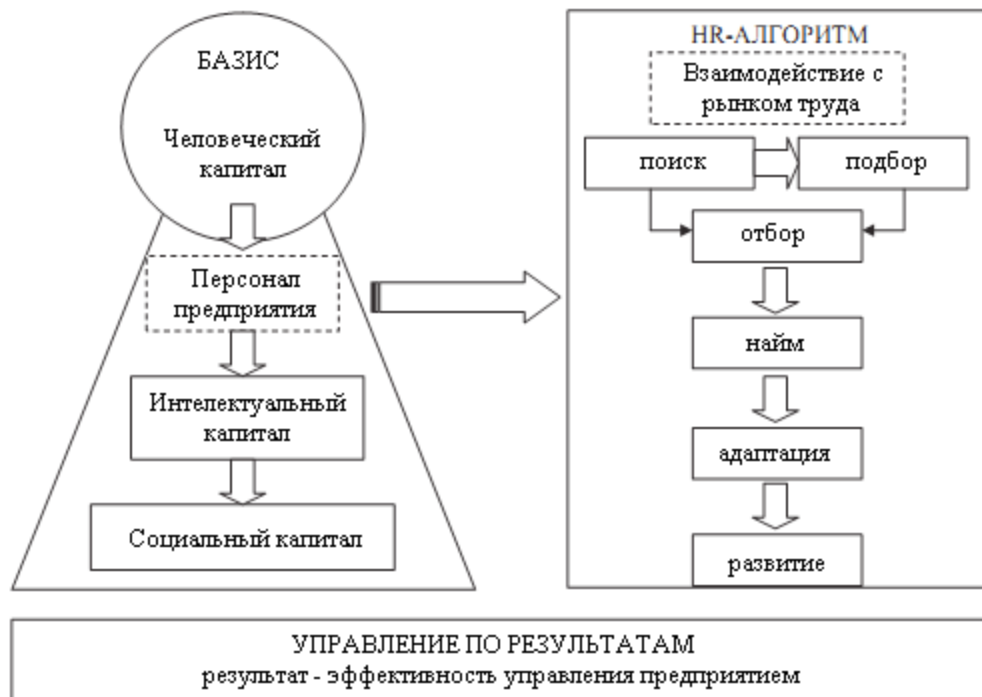 БАЗИС
Человеческий
капитал
Персонал
предприятия
Интелектуальный
капитал
Социальный капитал
HR-АЛГОРИТМ
Взаимодействие с
рынком труда
поиск
подбор
отбор
найм
адаптация
развитие
УПРАВЛЕНИЕ ПО РЕЗУЛЬТАТАМ
результат - эффективность управления предприятием